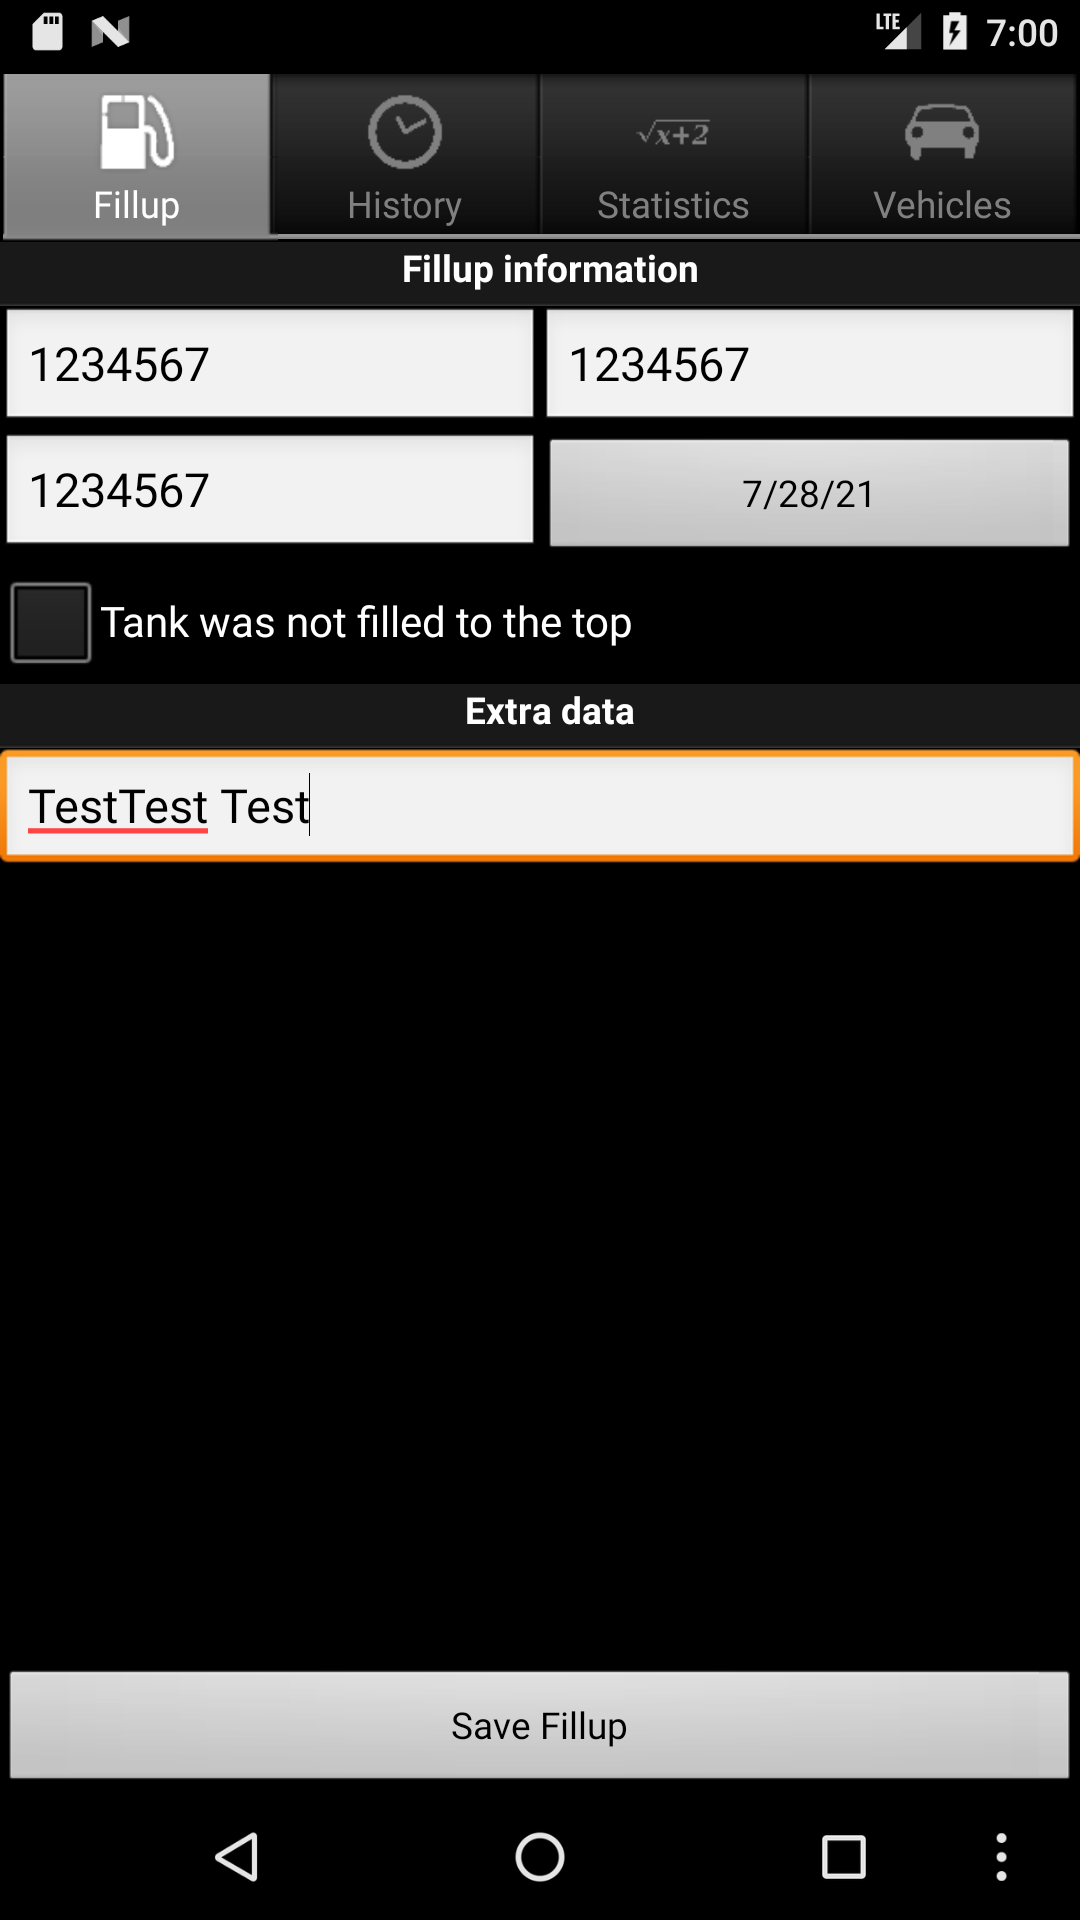 LTE 7:00
Fillup History √x+2 Statistics Vehicles
Fillup information
1234567 1234567
1234567 7/28/21
Tank was not filled to the top
Extra data
TestTest Test
Save Fillup